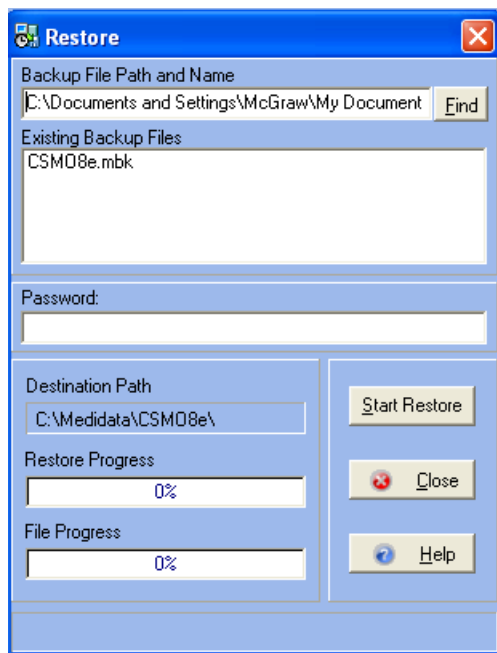 Restore
Backup File Path and Name
C:\Documents and Settings\McGraw\My Document
Find
Existing Backup Files
CSMO8e.mbk
Password:
Destination Path
C:\Medidata\CSMO8e\
Start Restore
Restore Progress
0%
Close
File Progress
0%
Help